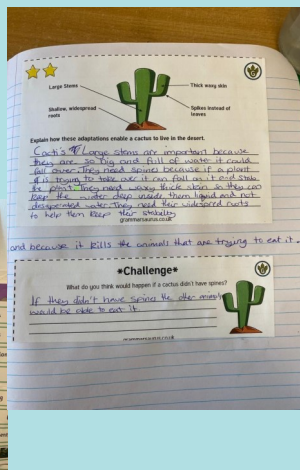 Large Stems
Thick waxy skin
Shallow, widespread
roots
Spikes instead of
leaves
Explain how these adaptations enable a cactus to live in the desert.
Cacti's Large stems are important because
they are so big and full of water it could
fall over. They need spines because if a plant
is trying to take over it can fall on it and stab
the plant. They need waxy thick skin so they can
keep the water deep inside them liquid and not
water. They need their widespread roots
to help them keep their
grammarsaurus.co.uk
and because it kills the animals that are trying to eat it.
*Challenge*
What do you think would happen if a cactus didn't have spines?
If they didn't have spines the other
would be able to eat it
grammarsaurus.co.uk